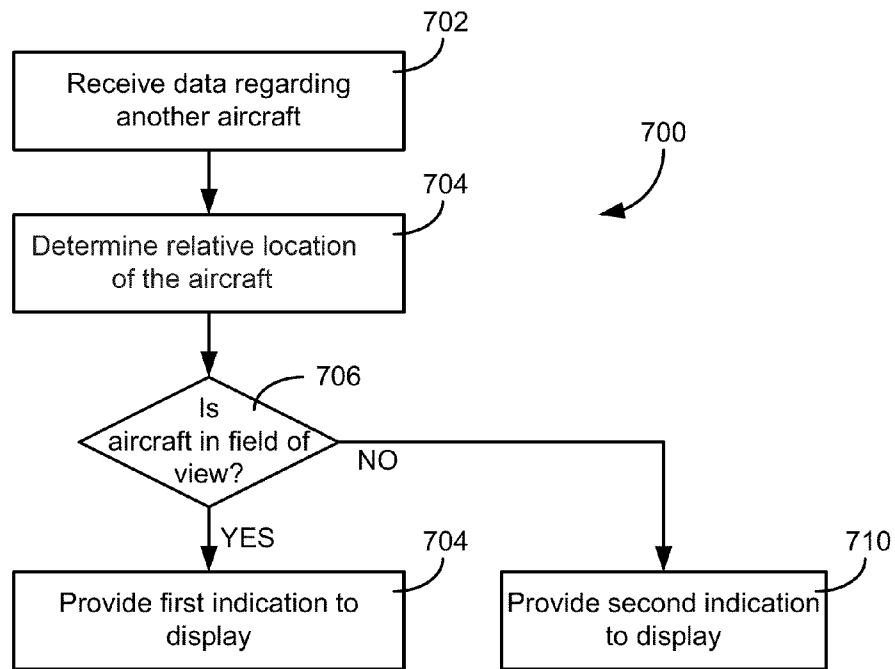 702
Receive data regarding
another aircraft
700
704
Determine relative location
of the aircraft
706
Is
aircraft in field of
view?
NO
YES
704
Provide first indication to
display
710
Provide second indication
to display